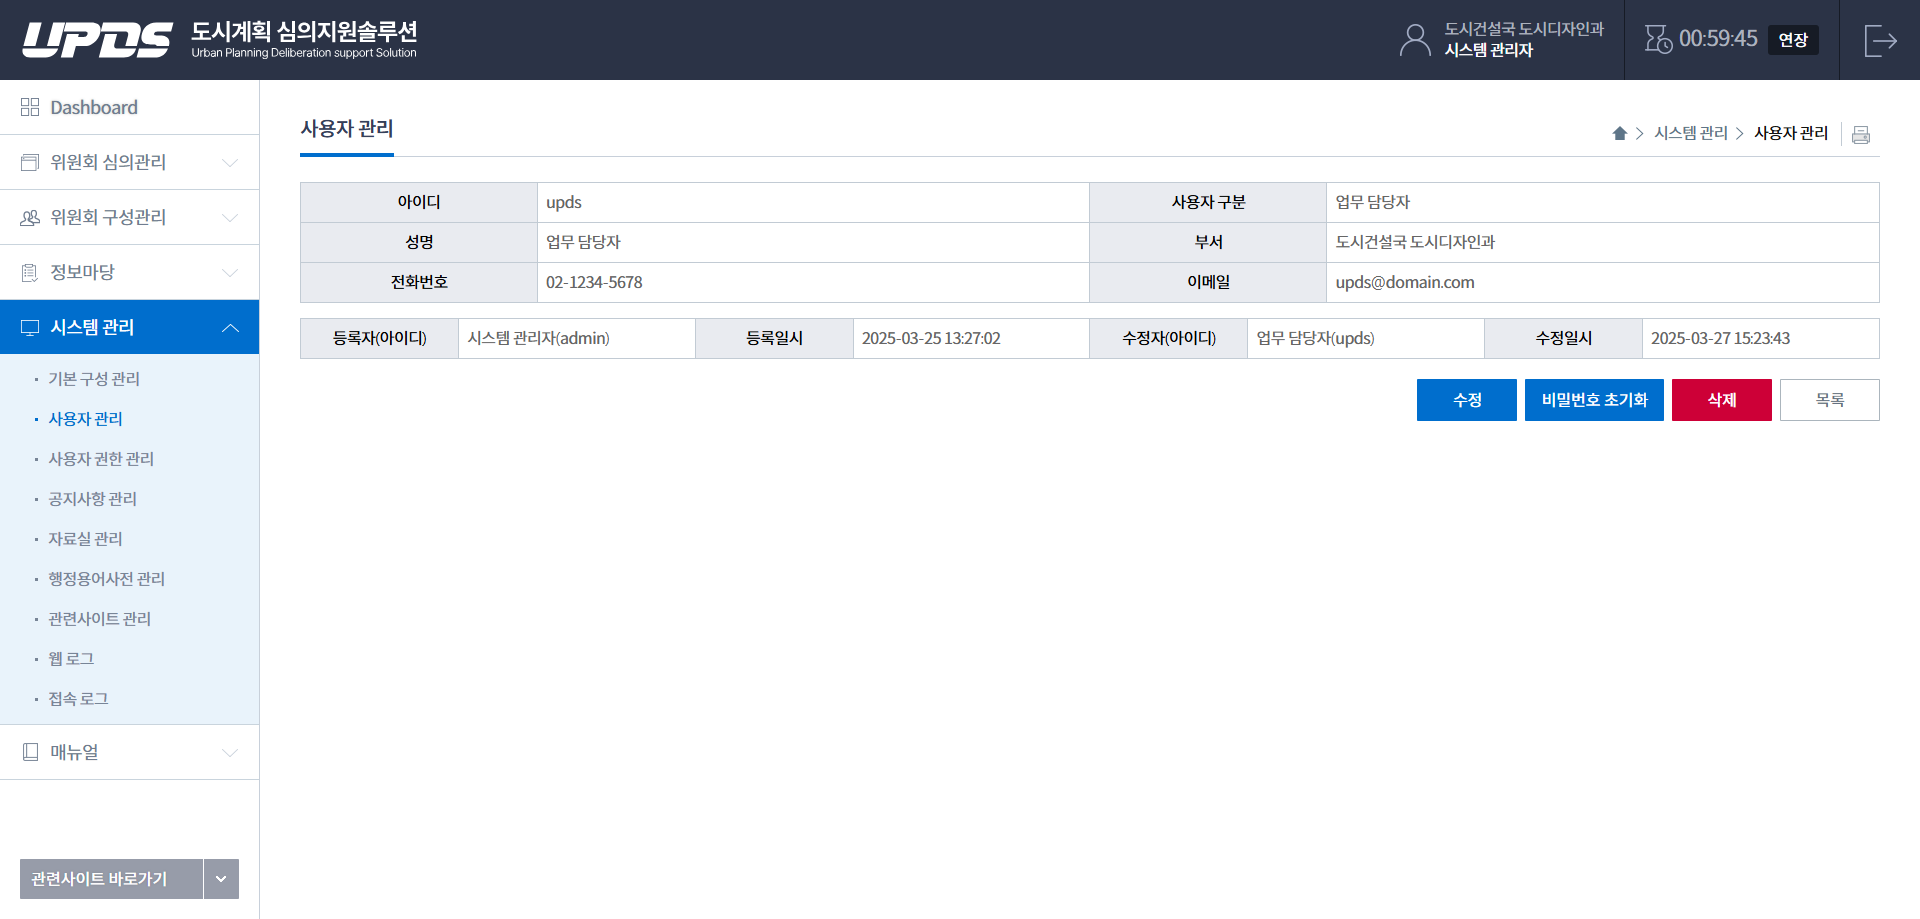 UPDS 도시계획 심의지원솔루션
Urban Planning Deliberation support Solution
도시건설국 도시디자인과
시스템 관리자
00:59:45 연장
Dashboard
위원회 심의관리
위원회 구성관리
정보마당
시스템 관리
· 기본 구성 관리
· 사용자 관리
· 사용자 권한 관리
· 공지사항 관리
· 자료실 관리
· 행정용어사전 관리
· 관련사이트 관리
· 웹 로그
· 접속 로그
매뉴얼
관련사이트 바로가기
사용자 관리
시스템 관리 > 사용자 관리
아이디 upds 사용자 구분 업무 담당자
성명 업무 담당자 부서 도시건설국 도시디자인과
전화번호 02-1234-5678 이메일 upds@domain.com
등록자(아이디) 시스템 관리자(admin) 등록일시 2025-03-25 13:27:02 수정자(아이디) 업무 담당자(upds) 수정일시 2025-03-27 15:23:43
수정 비밀번호 초기화 삭제 목록